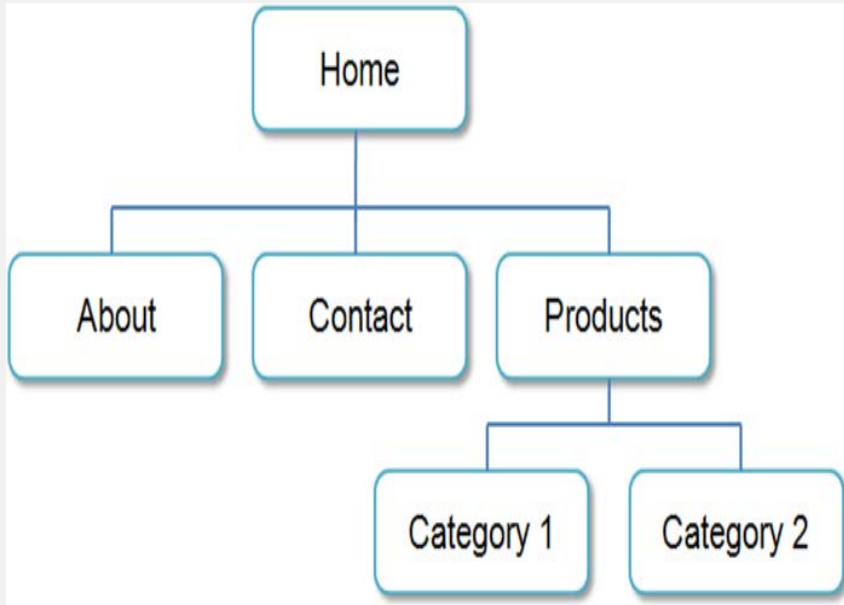 Home
About
Contact
Products
Category 1
Category 2